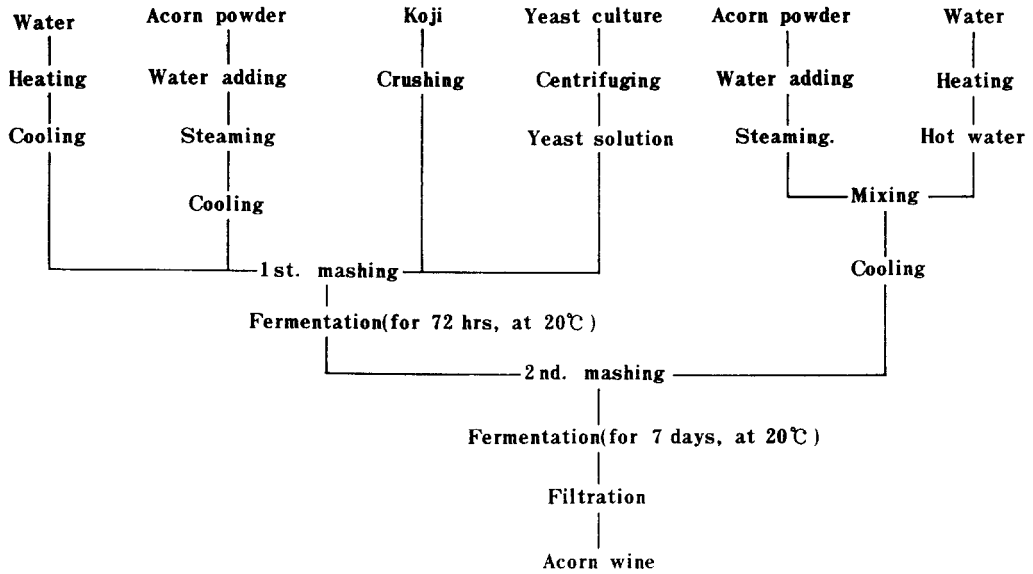 Water Acorn powder Koji Yeast culture Acorn powder Water
Heating Water adding Crushing Centrifuging Water adding Heating
Cooling Steaming Yeast solution Steaming. Hot water
Cooling Mixing
1st. mashing Cooling
Fermentation(for 72 hrs, at 20℃)
2nd. mashing
Fermentation(for 7 days, at 20℃)
Filtration
Acorn wine